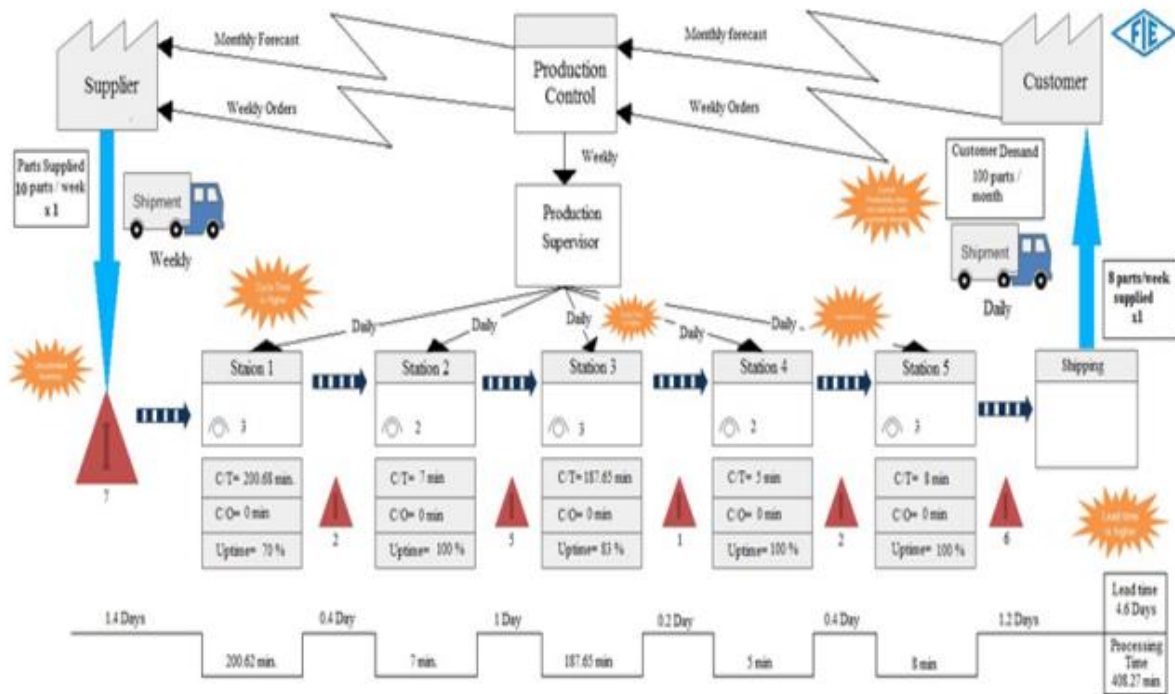 Monthly Forecast
Weekly Orders
Supplier
Production
Control
Monthly forecast
Weekly Orders
Customer
FIE
Parts Supplied
10 parts / week
x 1
Shipment
Weekly
Weekly
Production
Supervisor
Customer Demand
100 parts /
month
Shipment
Daily
8 parts/week
supplied
x1
Cycle Time
is higher
Daily
Daily
Daily
Daily
Daily
Staion 1
3
Station 2
2
Station 3
3
Station 4
2
Station 5
3
Shipping
7
C/T= 200.68 min.
C/O= 0 min
Uptime= 70 %
2
C/T= 7 min
C/O= 0 min
Uptime= 100 %
5
C/T= 187.65 min
C/O= 0 min
Uptime= 83 %
1
C/T= 5 min
C/O= 0 min
Uptime= 100 %
2
C/T= 8 min
C/O= 0 min
Uptime= 100 %
6
Lead time
is higher
1.4 Days
0.4 Day
1 Day
0.2 Day
0.4 Day
1.2 Days
Lead time
4.6 Days
200.62 min.
7 min.
187.65 min
5 min
8 min
Processing
Time
408.27 min